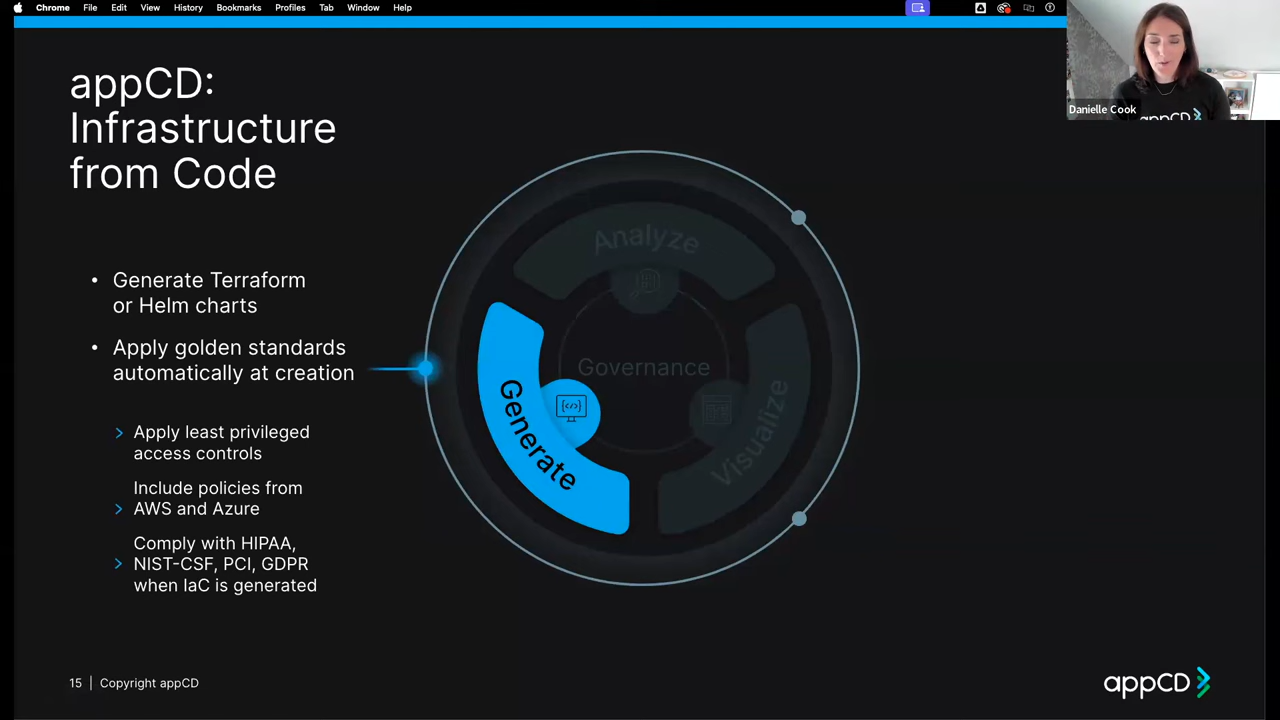 Chrome File Edit View History Bookmarks Profiles Tab Window Help
Danielle Cook
appCD
appCD:
Infrastructure
from Code
• Generate Terraform
or Helm charts
• Apply golden standards
automatically at creation
Apply least privileged
access controls
Include policies from
AWS and Azure
Comply with HIPAA,
NIST-CSF, PCI, GDPR
when IaC is generated
Analyze
Governance
Generate
Visualize
15 | Copyright appCD
appCD